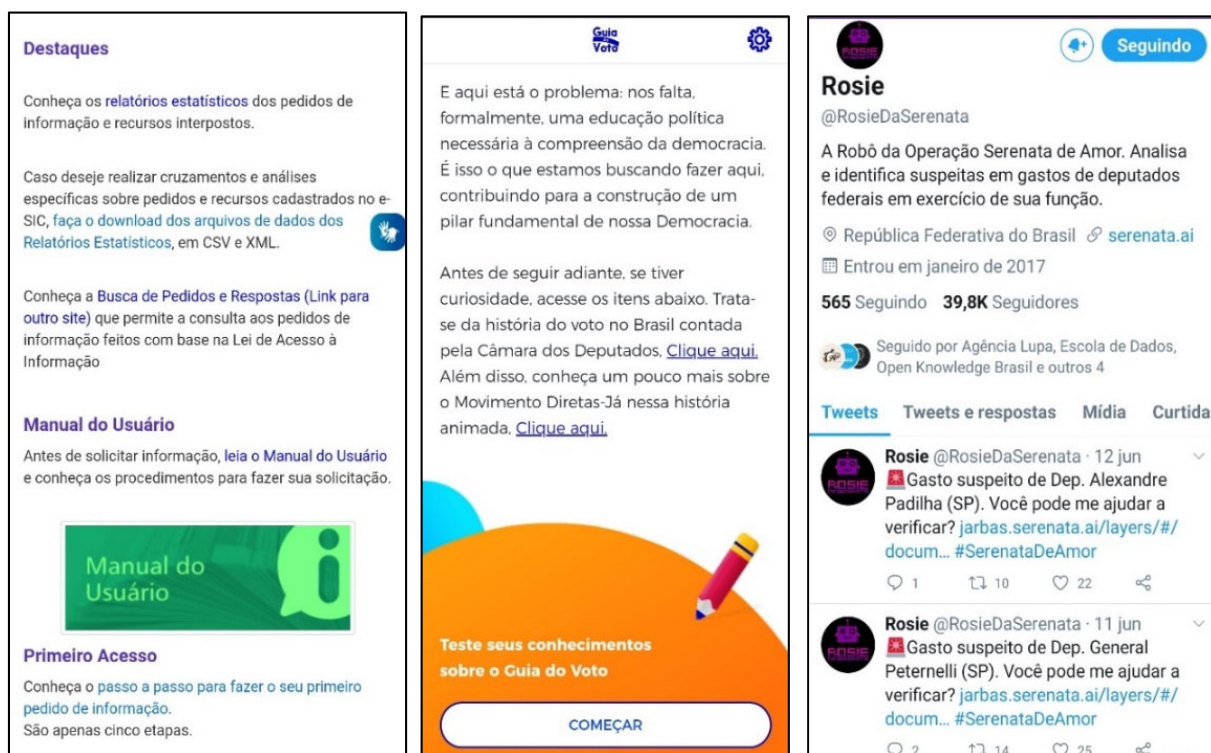 Destaques
Conheça os relatórios estatísticos dos pedidos de
informação e recursos interpostos.
Caso deseje realizar cruzamentos e análises
específicas sobre pedidos e recursos cadastrados no e-
SIC, faça o download dos arquivos de dados dos
Relatórios Estatísticos, em CSV e XML.
Conheça a Busca de Pedidos e Respostas (Link para
outro site) que permite a consulta aos pedidos de
informação feitos com base na Lei de Acesso à
Informação
Manual do Usuário
Antes de solicitar informação, leia o Manual do Usuário
e conheça os procedimentos para fazer sua solicitação.
Manual do
Usuário
Primeiro Acesso
Conheça o passo a passo para fazer o seu primeiro
pedido de informação.
São apenas cinco etapas.
Guia
do
Voto
E aqui está o problema: nos falta,
formalmente, uma educação política
necessária à compreensão da democracia.
É isso o que estamos buscando fazer aqui,
contribuindo para a construção de um
pilar fundamental de nossa Democracia.
Antes de seguir adiante, se tiver
curiosidade, acesse os itens abaixo. Trata-
se da história do voto no Brasil contada
pela Câmara dos Deputados, Clique aqui.
Além disso, conheça um pouco mais sobre
o Movimento Diretas-Já nessa história
animada, Clique aqui.
Teste seus conhecimentos
sobre o Guia do Voto
COMEÇAR
ROSIE
Seguindo
Rosie
@RosieDaSerenata
A Robô da Operação Serenata de Amor. Analisa
e identifica suspeitas em gastos de deputados
federais em exercício de sua função.
República Federativa do Brasil serenata.ai
Entrou em janeiro de 2017
565 Seguindo 39,8K Seguidores
Seguido por Agência Lupa, Escola de Dados,
Open Knowledge Brasil e outros 4
Tweets Tweets e respostas Mídia Curtida
Rosie @RosieDaSerenata · 12 jun
Gasto suspeito de Dep. Alexandre
Padilha (SP). Você pode me ajudar a
verificar? jarbas.serenata.ai/layers/#/
docum... #SerenataDeAmor
1 10 22
ROSIE
Rosie @RosieDaSerenata · 11 jun
Gasto suspeito de Dep. General
Peternelli (SP). Você pode me ajudar a
verificar? jarbas.serenata.ai/layers/#/
docum... #SerenataDeAmor
2 14 25
ROSIE